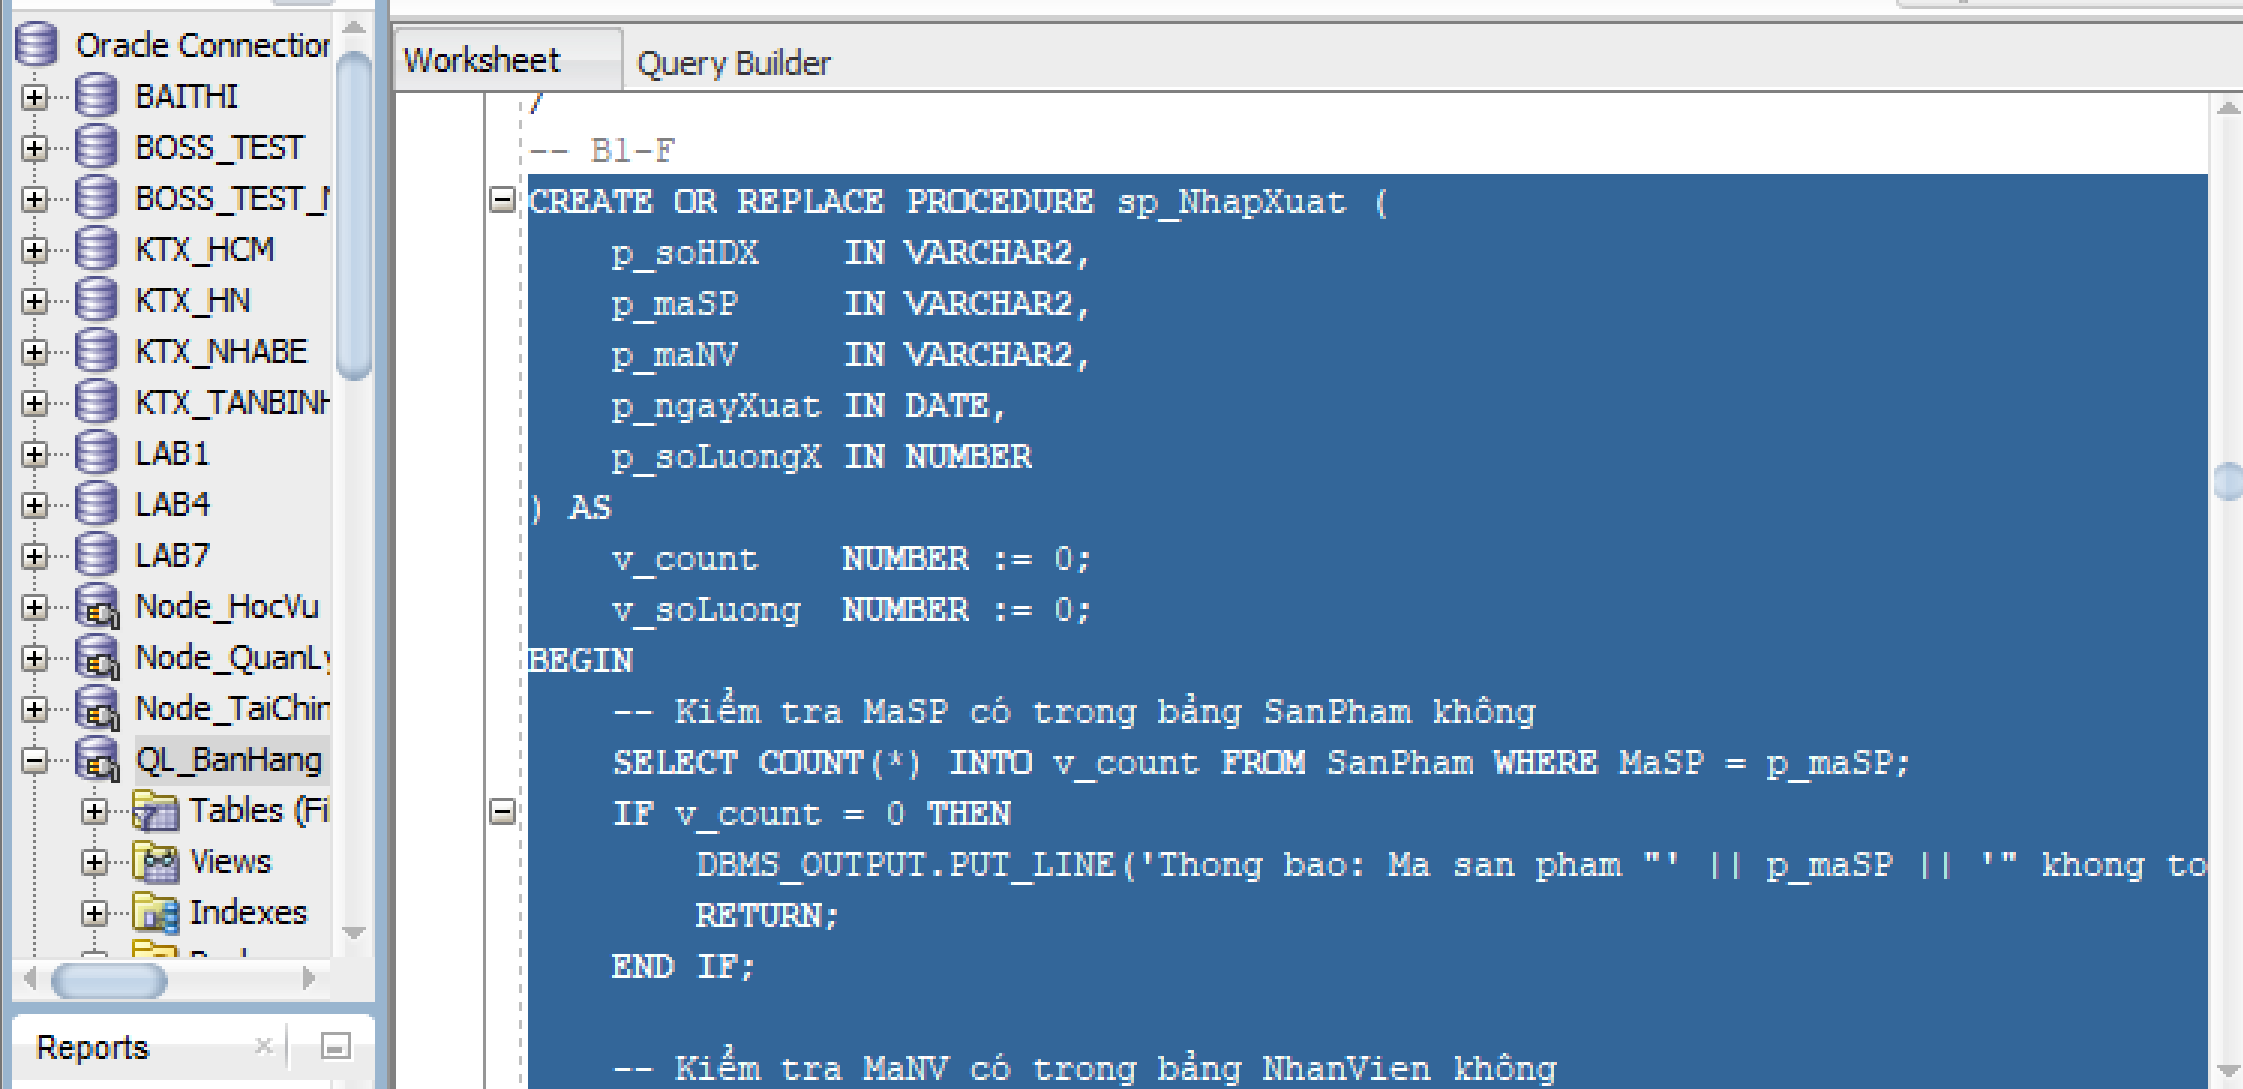 Oracle Connection
BAITHI
BOSS_TEST
BOSS_TEST_
KTX_HCM
KTX_HN
KTX_NHABE
KTX_TANBINH
LAB1
LAB4
LAB7
Node_HocVu
Node_QuanLy
Node_TaiChin
QL_BanHang
Tables (Fi
Views
Indexes
Reports
Worksheet
Query Builder
/
-- B1-F
CREATE OR REPLACE PROCEDURE sp_NhapXuat (
p_soHDX IN VARCHAR2,
p_maSP IN VARCHAR2,
p_maNV IN VARCHAR2,
p_ngayXuat IN DATE,
p_soLuongX IN NUMBER
) AS
v_count NUMBER := 0;
v_soLuong NUMBER := 0;
BEGIN
-- Kiểm tra MaSP có trong bảng SanPham không
SELECT COUNT(*) INTO v_count FROM SanPham WHERE MaSP = p_maSP;
IF v_count = 0 THEN
DBMS_OUTPUT.PUT_LINE('Thong bao: Ma san pham "' || p_maSP || '" khong to
RETURN;
END IF;
-- Kiểm tra MaNV có trong bảng NhanVien không